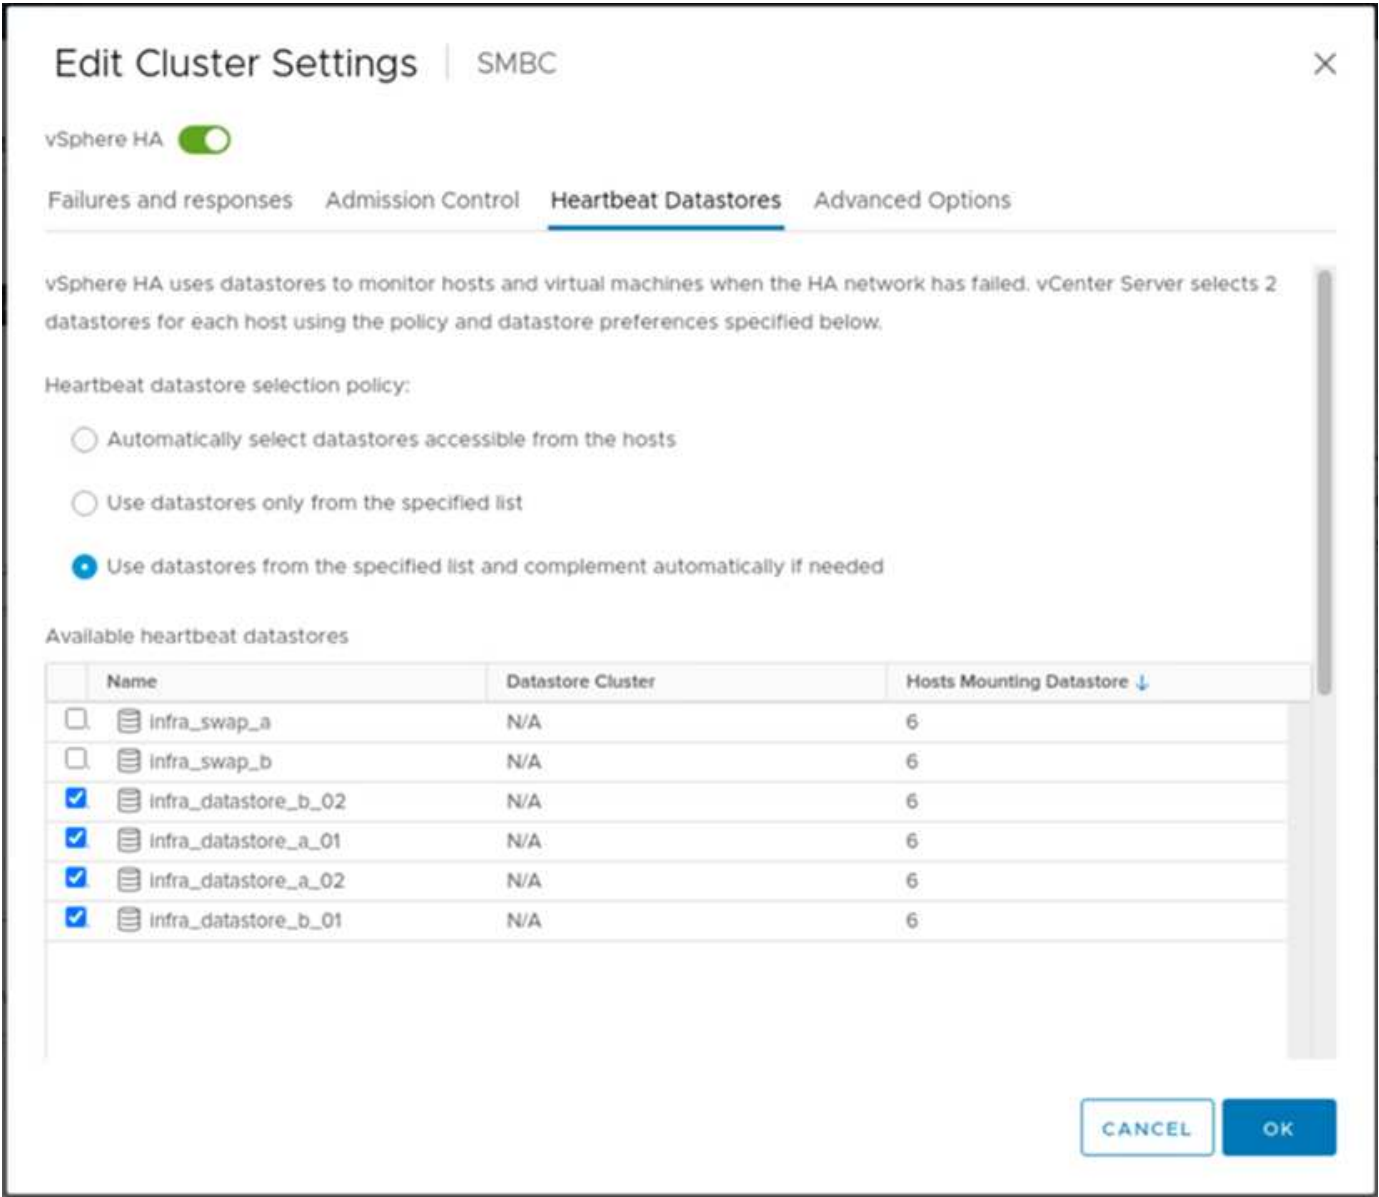 Edit Cluster Settings SMBC
vSphere HA
Failures and responses Admission Control Heartbeat Datastores Advanced Options
vSphere HA uses datastores to monitor hosts and virtual machines when the HA network has failed. vCenter Server selects 2
datastores for each host using the policy and datastore preferences specified below.
Heartbeat datastore selection policy:
Automatically select datastores accessible from the hosts
Use datastores only from the specified list
Use datastores from the specified list and complement automatically if needed
Available heartbeat datastores
Name Datastore Cluster Hosts Mounting Datastore ↓
infra_swap_a N/A 6
infra_swap_b N/A 6
infra_datastore_b_02 N/A 6
infra_datastore_a_01 N/A 6
infra_datastore_a_02 N/A 6
infra_datastore_b_01 N/A 6
CANCEL OK